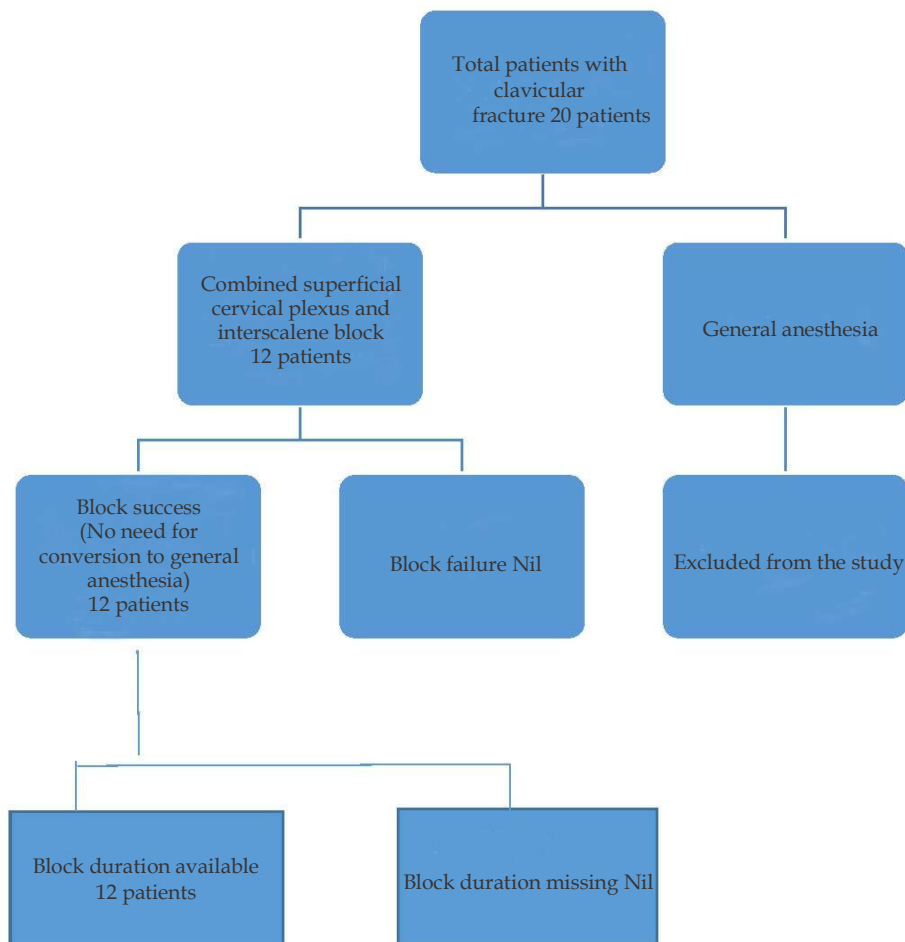 Total patients with
clavicular
fracture 20 patients
Combined superficial
cervical plexus and
interscalene block
12 patients
General anesthesia
Block success
(No need for
conversion to general
anesthesia)
12 patients
Block failure Nil
Excluded from the study
Block duration available
12 patients
Block duration missing Nil